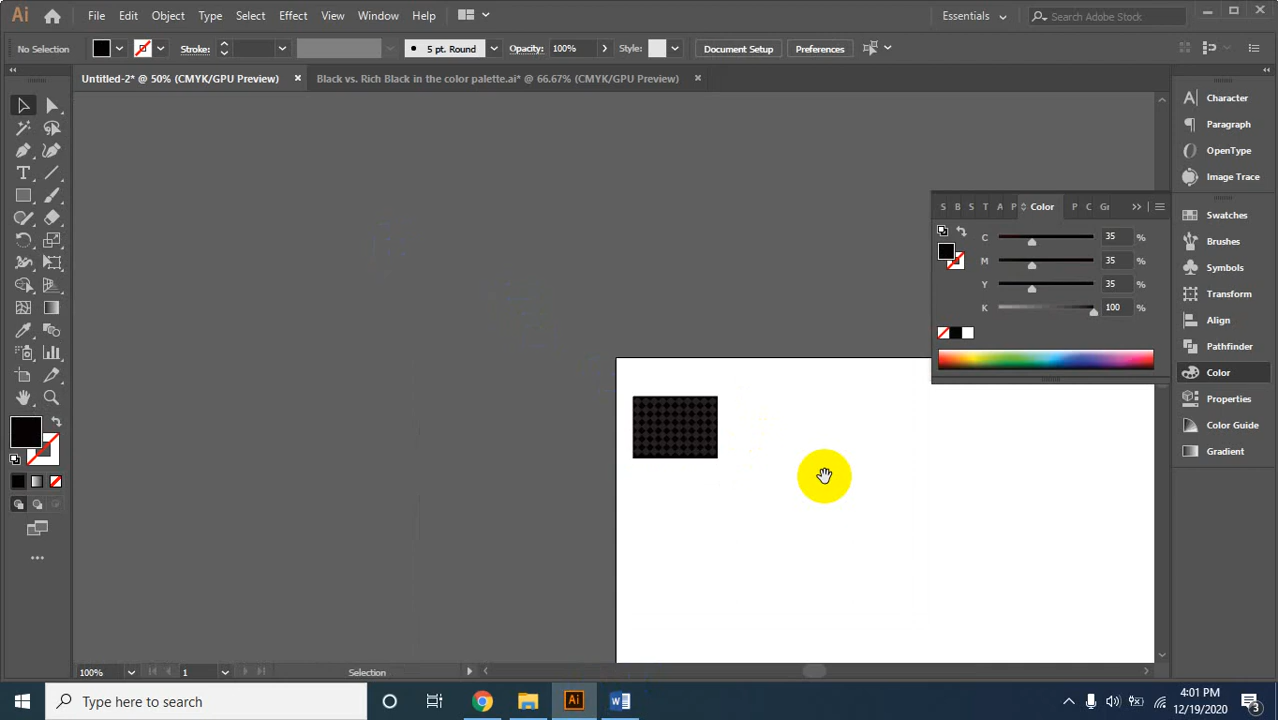 Ai File Edit Object Type Select Effect View Window Help Essentials Search Adobe Stock
No Selection Stroke: 5 pt. Round Opacity: 100% Style: Document Setup Preferences
Untitled-2* @ 50% (CMYK/GPU Preview) Black vs. Rich Black in the color palette.ai* @ 66.67% (CMYK/GPU Preview)
Character
Paragraph
OpenType
Image Trace
Swatches
Brushes
Symbols
Transform
Align
Pathfinder
Color
Properties
Color Guide
Gradient
S B S T A P Color P C Gr
C 35 %
M 35 %
Y 35 %
K 100 %
100% 1 Selection
Type here to search Ai 4:01 PM
12/19/2020 3